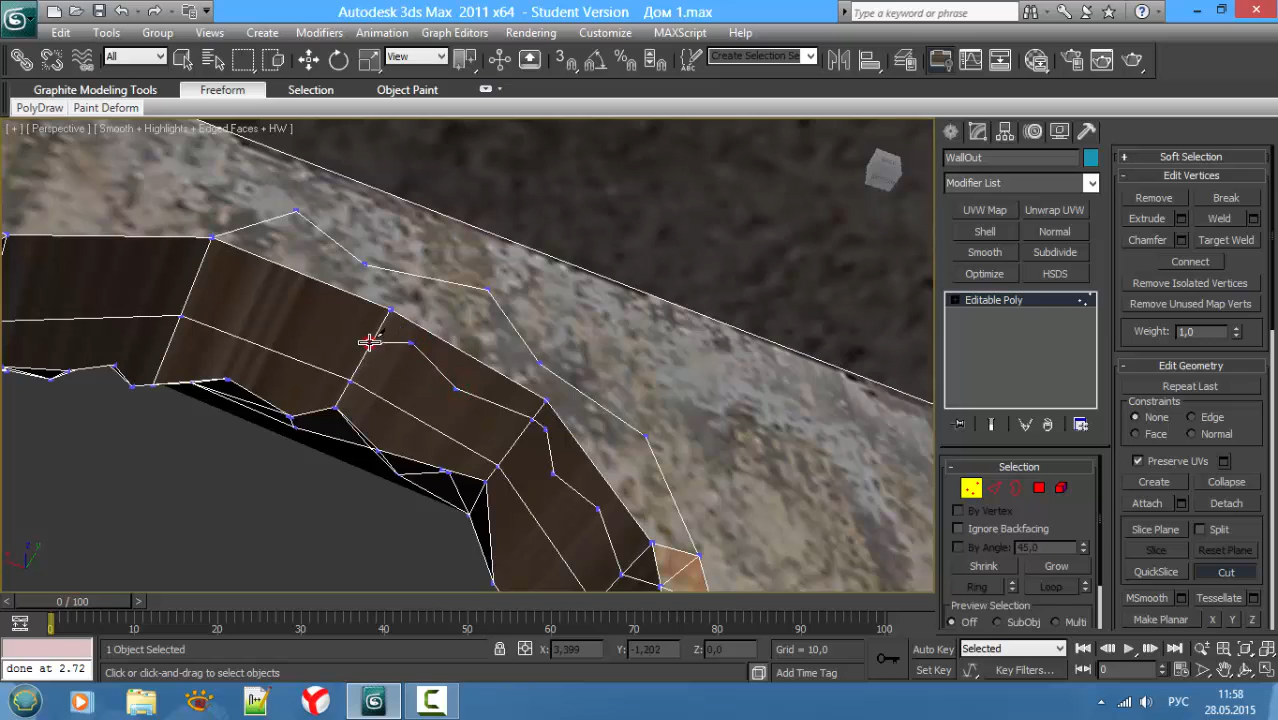 Autodesk 3ds Max 2011 x64 - Student Version Дом 1.max
Type a keyword or phrase
Edit Tools Group Views Create Modifiers Animation Graph Editors Rendering Customize MAXScript Help
All View Create Selection Se
Graphite Modeling Tools Freeform Selection Object Paint
PolyDraw Paint Deform
[ + ] [ Perspective ] [ Smooth + Highlights + Edged Faces + HW ]
WallOut
Modifier List
UVW Map Unwrap UVW
Shell Normal
Smooth Subdivide
Optimize HSDS
Editable Poly
Selection
By Vertex
Ignore Backfacing
By Angle: 45,0
Shrink Grow
Ring Loop
Preview Selection
Off SubObj Multi
Soft Selection
Edit Vertices
Remove Break
Extrude Weld
Chamfer Target Weld
Connect
Remove Isolated Vertices
Remove Unused Map Verts
Weight: 1,0
Edit Geometry
Repeat Last
Constraints
None Edge
Face Normal
Preserve UVs
Create Collapse
Attach Detach
Slice Plane Split
Slice Reset Plane
QuickSlice Cut
MSmooth Tessellate
Make Planar X Y Z
0 / 100
0 10 20 30 40 50 60 70 80 90 100
1 Object Selected X: 3,399 Y: -1,202 Z: 0,0 Grid = 10,0 Auto Key Selected
done at 2.72 Click or click-and-drag to select objects Add Time Tag Set Key Key Filters... 0
РУС 11:58
28.05.2015